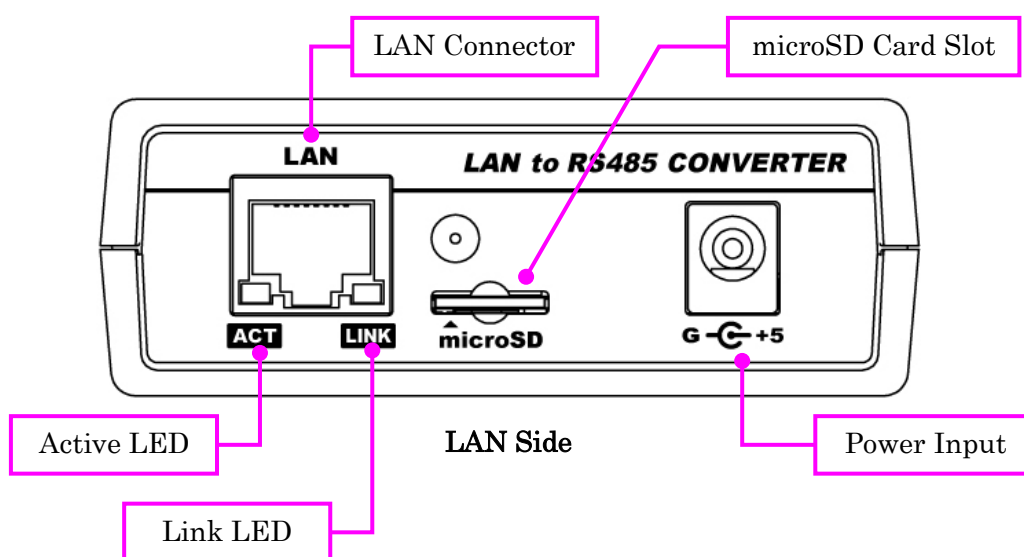 LAN Connector
microSD Card Slot
LAN
LAN to RS485 CONVERTER
ACT
LINK
microSD
G +5
Active LED
LAN Side
Power Input
Link LED